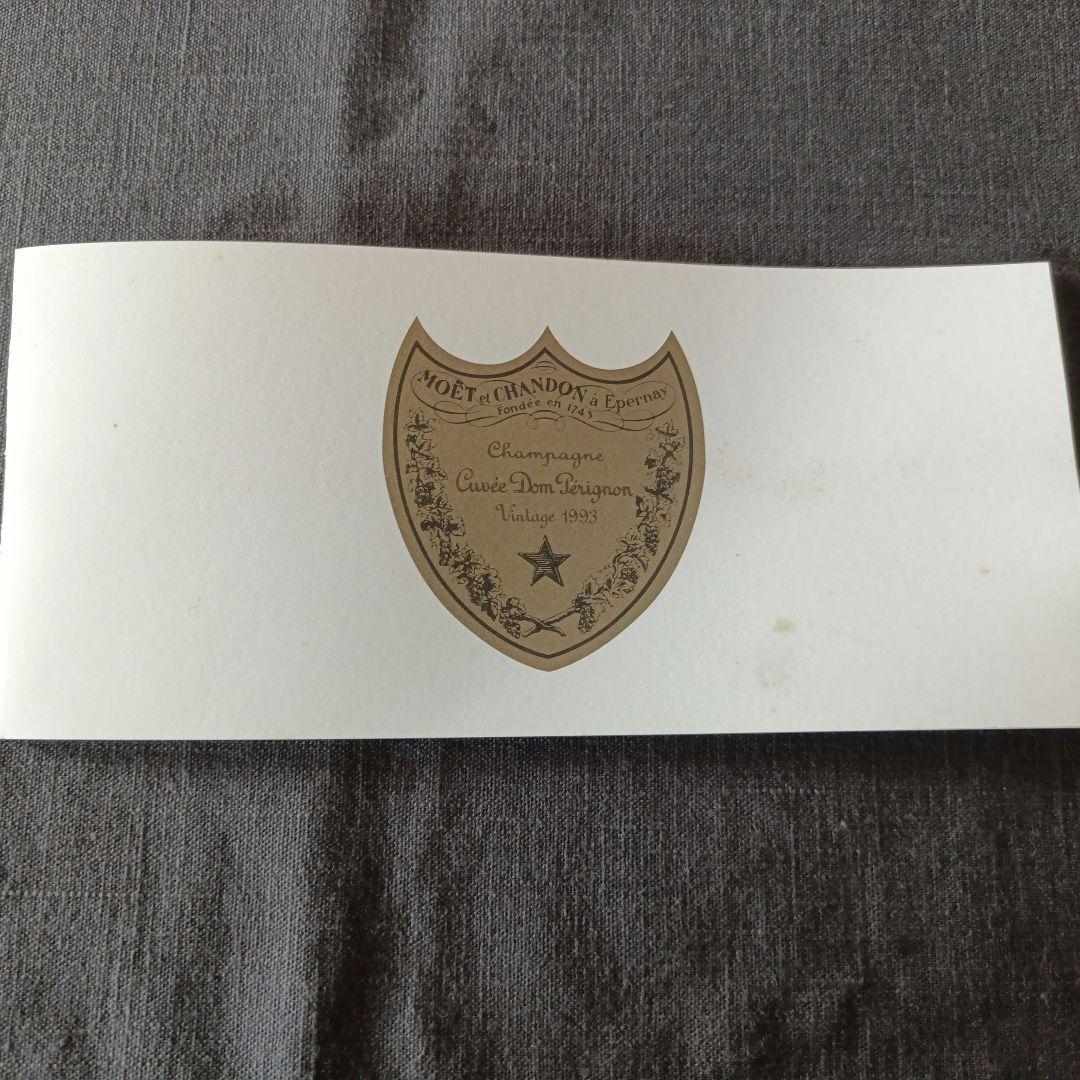 MOËT et CHANDON à Epernay
Fondée en 1743
Champagne
Cuvée Dom Pérignon
Vintage 1993